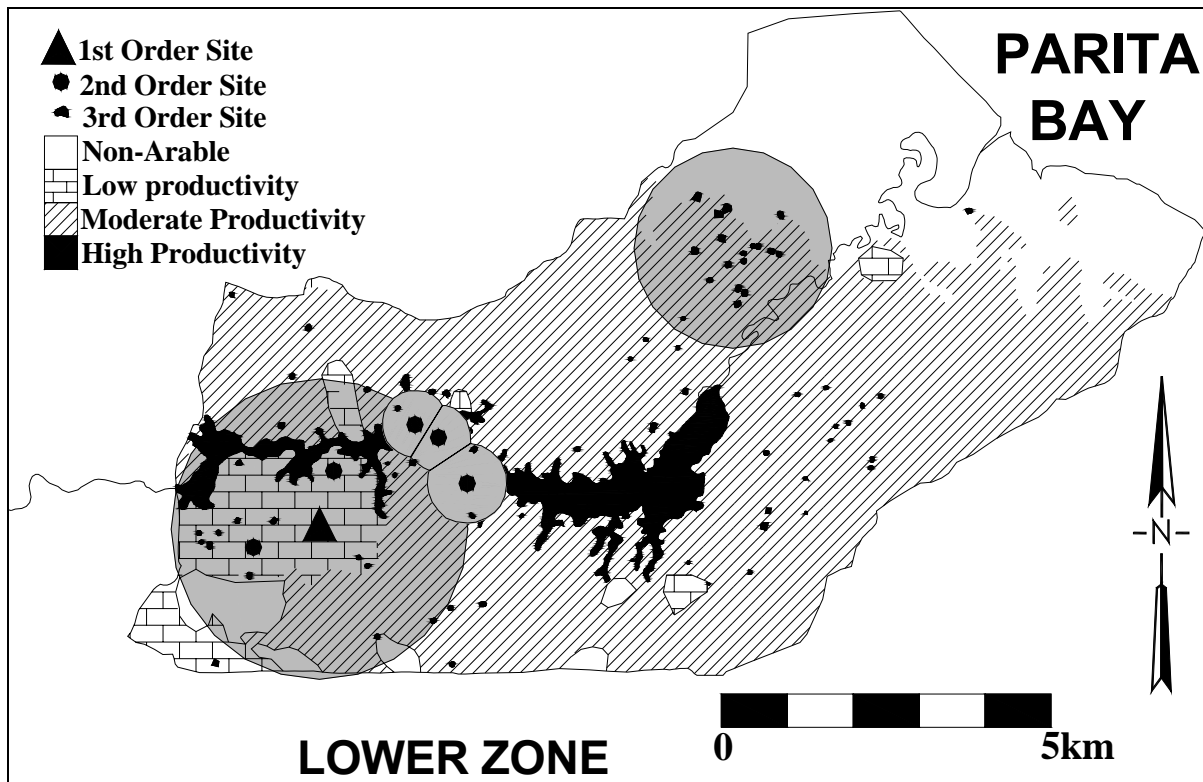 1st Order Site
2nd Order Site
3rd Order Site
Non-Arable
Low productivity
Moderate Productivity
High Productivity
PARITA
BAY
N
LOWER ZONE
0 5km